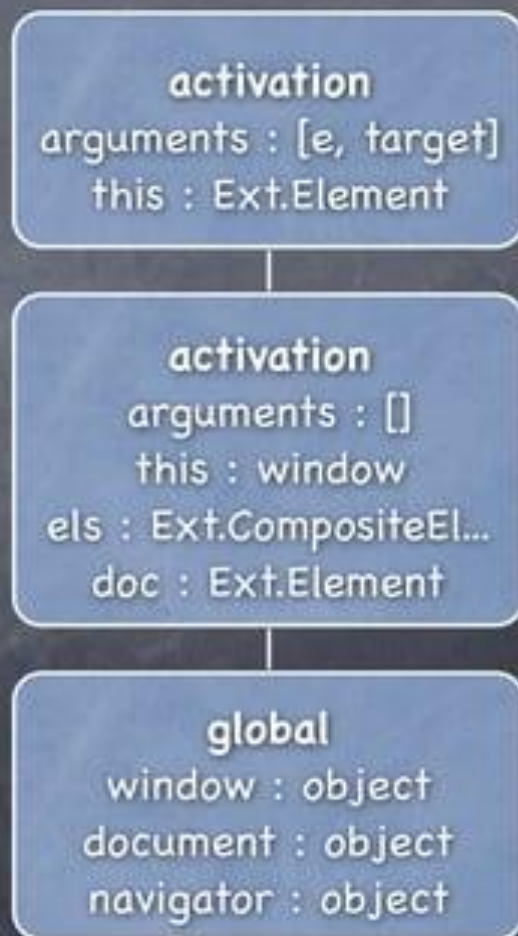 activation
arguments : [e, target]
this : Ext.Element
activation
arguments : []
this : window
els : Ext.CompositeEl...
doc : Ext.Element
global
window : object
document : object
navigator : object